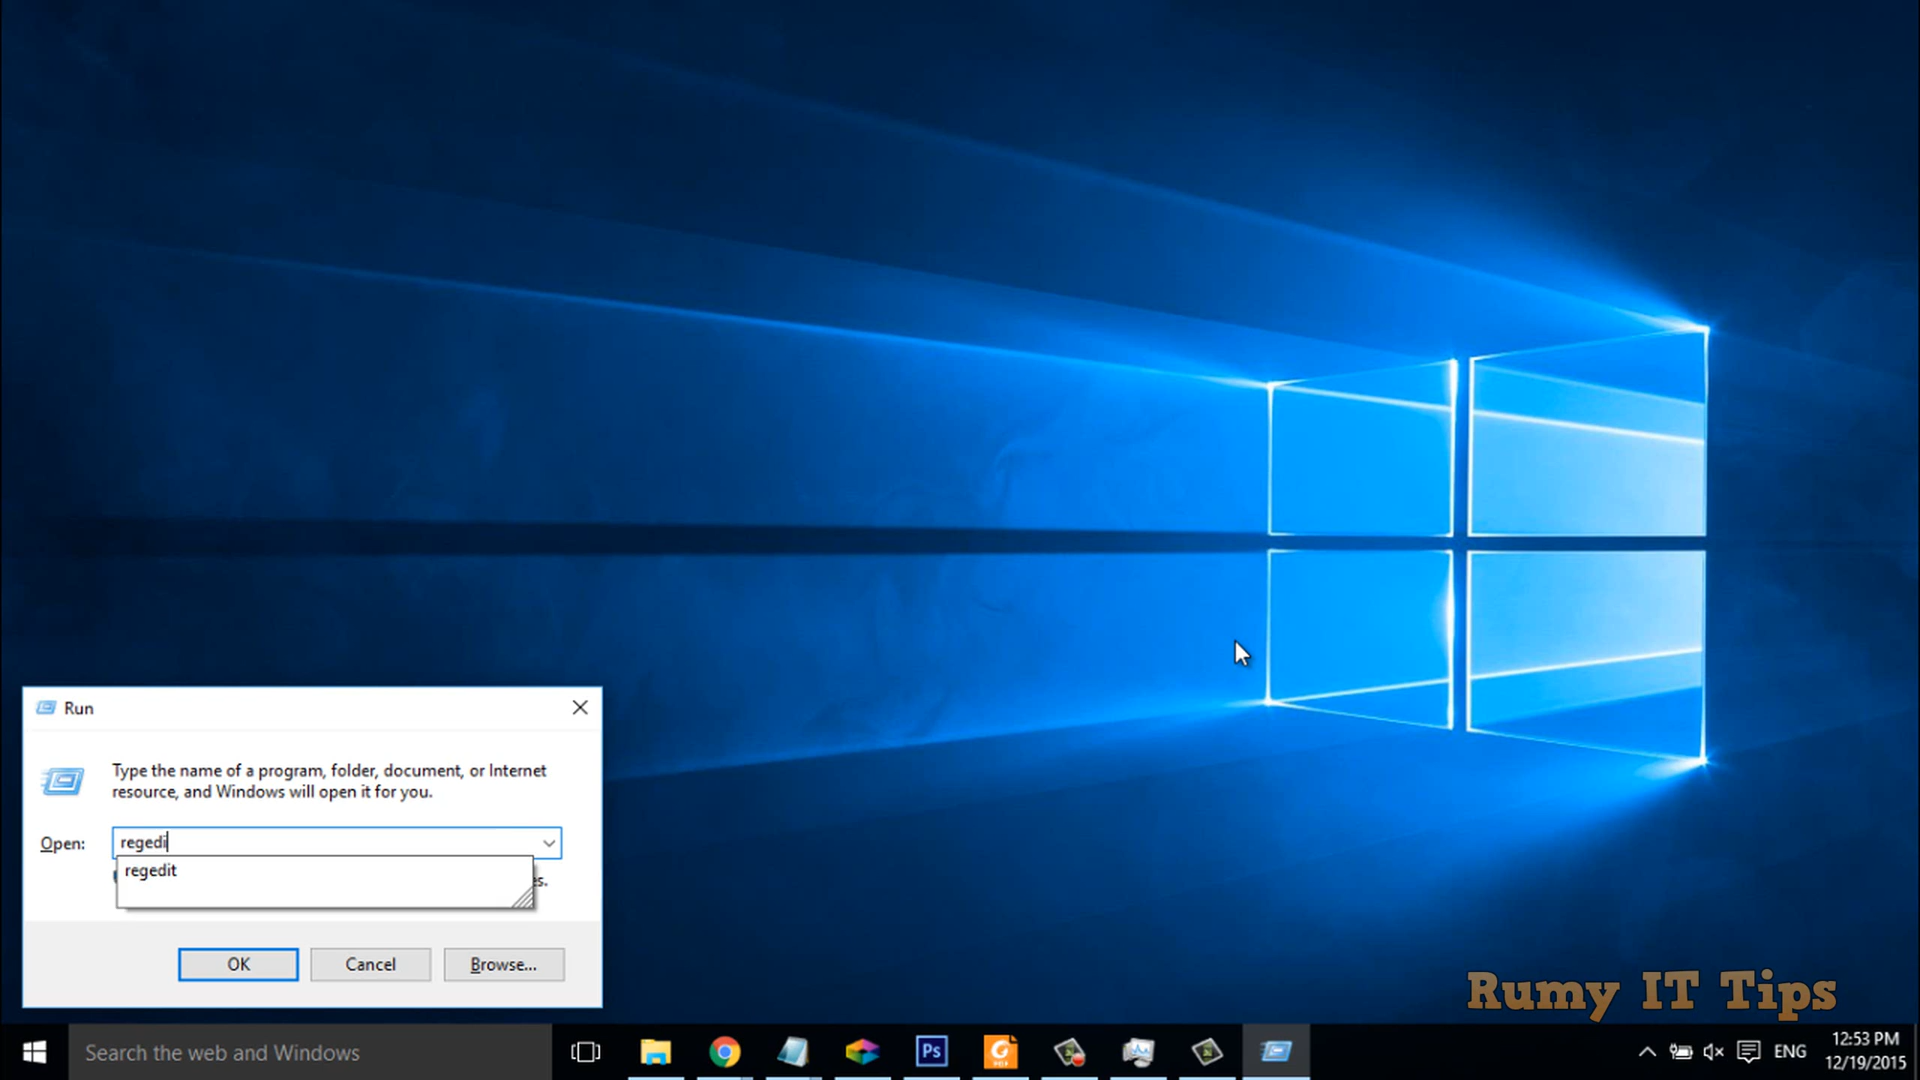 Run
Type the name of a program, folder, document, or Internet
resource, and Windows will open it for you.
Open:
regedi
regedit
es.
OK
Cancel
Browse...
Rumy IT Tips
Search the web and Windows
Ps
G
ENG
12:53 PM
12/19/2015